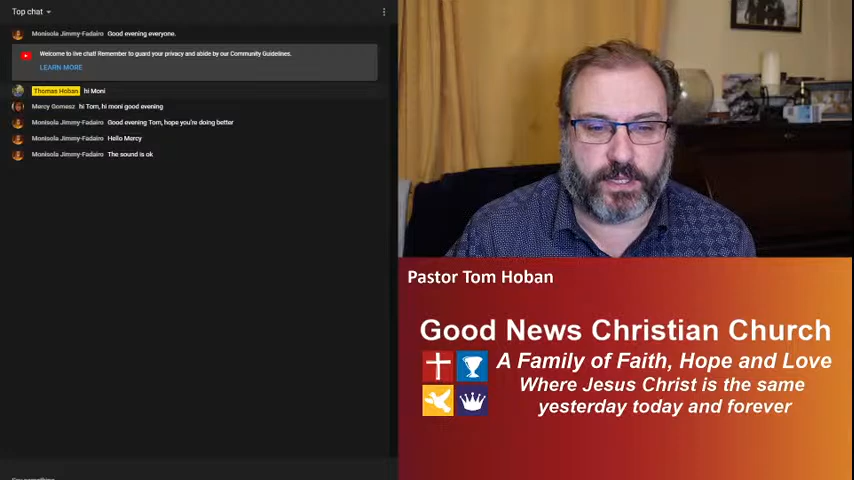 Top chat
Monisola Jimmy-Fadairo Good evening everyone.
Welcome to live chat! Remember to guard your privacy and abide by our Community Guidelines.
LEARN MORE
Thomas Hoban hi Moni
Mercy Gomesz hi Tom, hi moni good evening
Monisola Jimmy-Fadairo Good evening Tom, hope you're doing better
Monisola Jimmy-Fadairo Hello Mercy
Monisola Jimmy-Fadairo The sound is ok
Pastor Tom Hoban
Good News Christian Church
A Family of Faith, Hope and Love
Where Jesus Christ is the same
yesterday today and forever